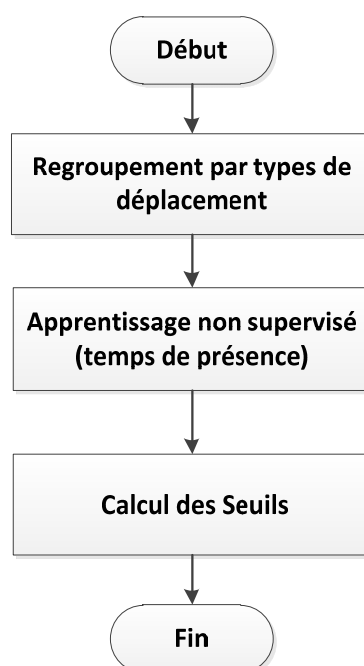 Début
Regroupement par types de
déplacement
Apprentissage non supervisé
(temps de présence)
Calcul des Seuils
Fin